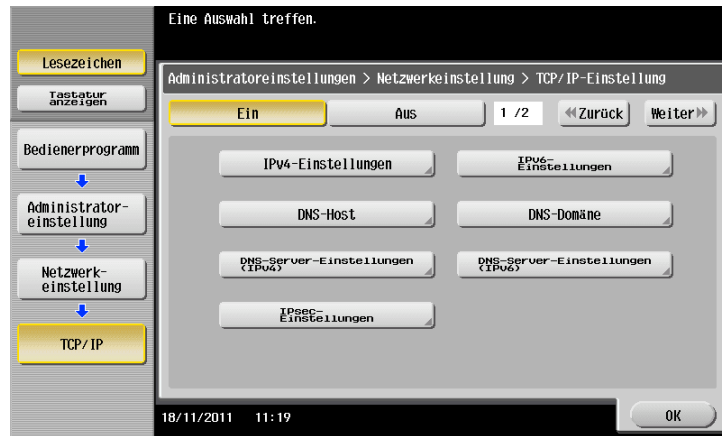 Eine Auswahl treffen.
Lesezeichen
Tastatur
anzeigen
Administratoreinstellungen > Netzwerkeinstellung > TCP/IP-Einstellung
Ein
Aus
1 /2
Zurück
Weiter
Bedienerprogramm
Administrator-
einstellung
Netzwerk-
einstellung
TCP/IP
IPv4-Einstellungen
IPv6-
Einstellungen
DNS-Host
DNS-Domäne
DNS-Server-Einstellungen
(IPv4)
DNS-Server-Einstellungen
(IPv6)
IPsec-
Einstellungen
18/11/2011 11:19
OK